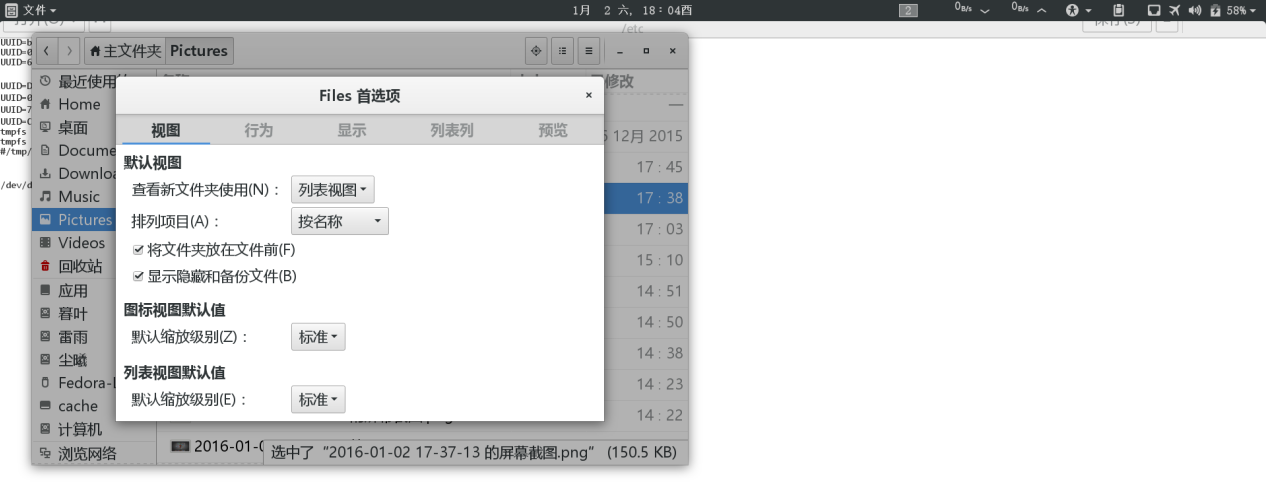 文件
1月 2 六，18：04酉
2
0B/s
0B/s
58%
/etc
主文件夹 Pictures
UUID=6
UUID=D
UUID=0
UUID=7
UUID=C
tmpfs
tmpfs
#/tmp/
/dev/d
最近使用
修改
Home
桌面
12月 2015
Docume
17：45
Downloa
Music
17：38
Pictures
17：03
Videos
15：10
回收站
14：51
应用
14：50
暮叶
14：38
雷雨
尘曦
14：23
Fedora-
cache
14：22
计算机
浏览网络
2016-01-0
选中了“2016-01-02 17-37-13 的屏幕截图.png” (150.5 KB)
Files 首选项
视图 行为 显示 列表列 预览
默认视图
查看新文件夹使用(N)： 列表视图
排列项目(A)： 按名称
将文件夹放在文件前(F)
显示隐藏和备份文件(B)
图标视图默认值
默认缩放级别(Z)： 标准
列表视图默认值
默认缩放级别(E)： 标准